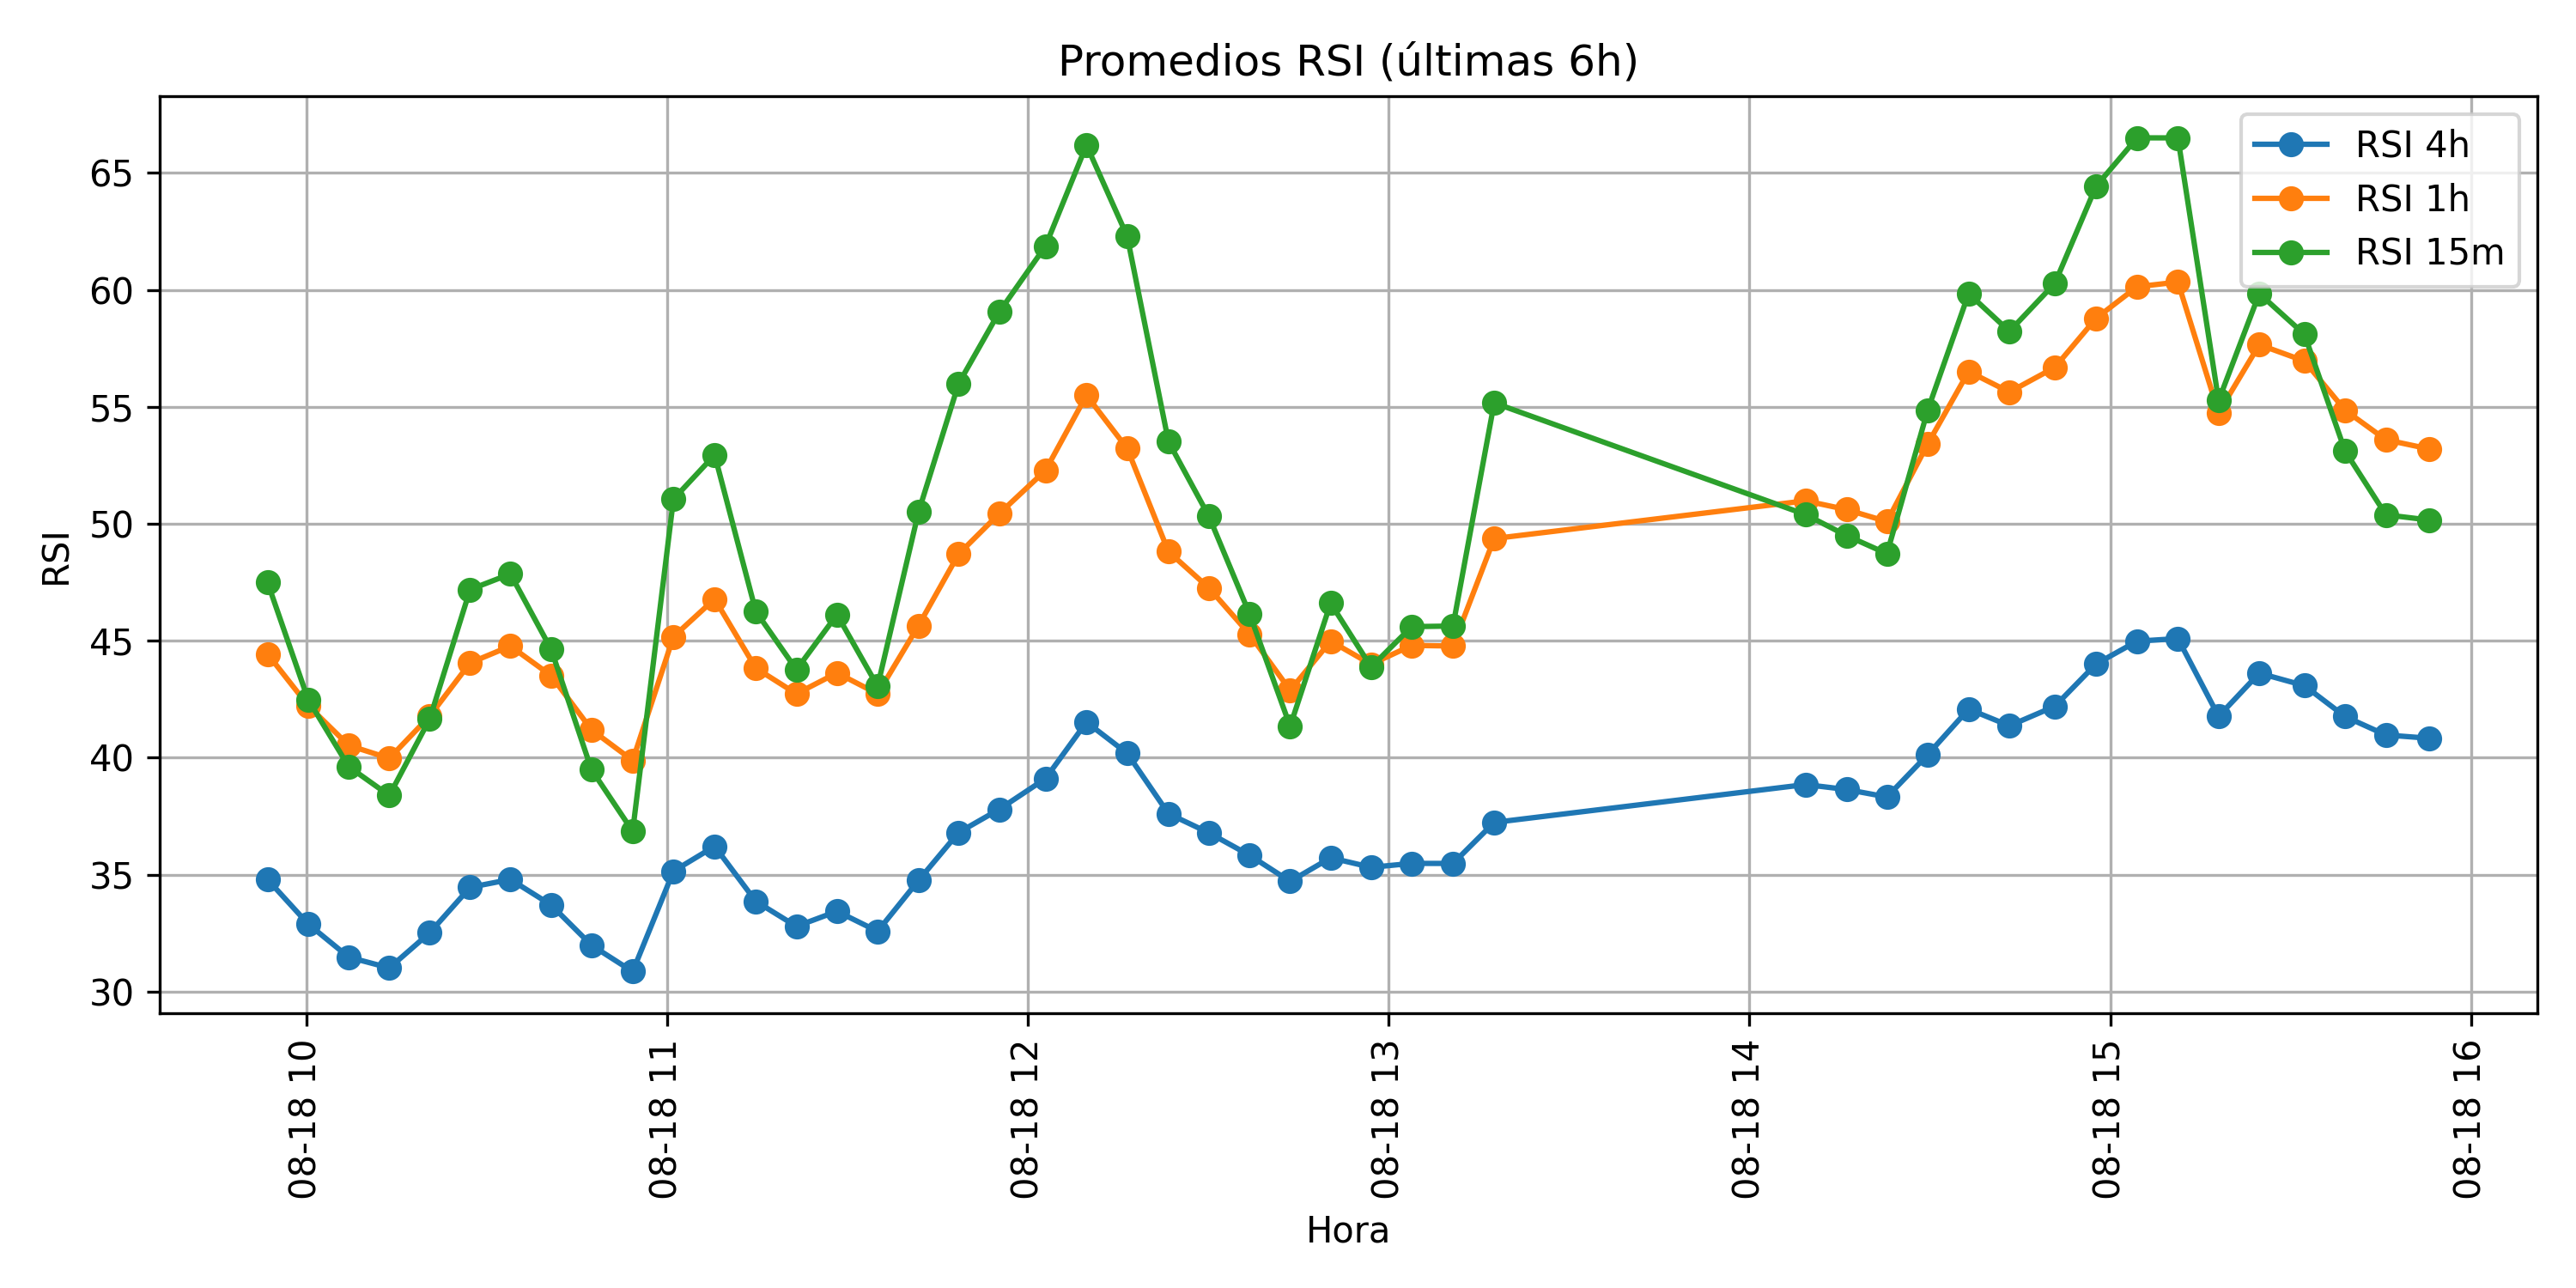 Promedios RSI (últimas 6h)
RSI 4h
RSI 1h
RSI 15m
RSI
65
60
55
50
45
40
35
30
08-18 10
08-18 11
08-18 12
08-18 13
08-18 14
08-18 15
08-18 16
Hora